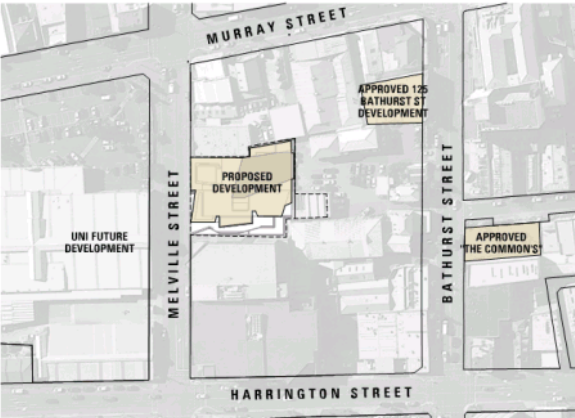 MURRAY STREET
APPROVED 125
BATHURST ST
DEVELOPMENT
PROPOSED
DEVELOPMENT
MELVILLE STREET
BATHURST STREET
UNI FUTURE
DEVELOPMENT
APPROVED
"THE COMMON'S"
HARRINGTON STREET